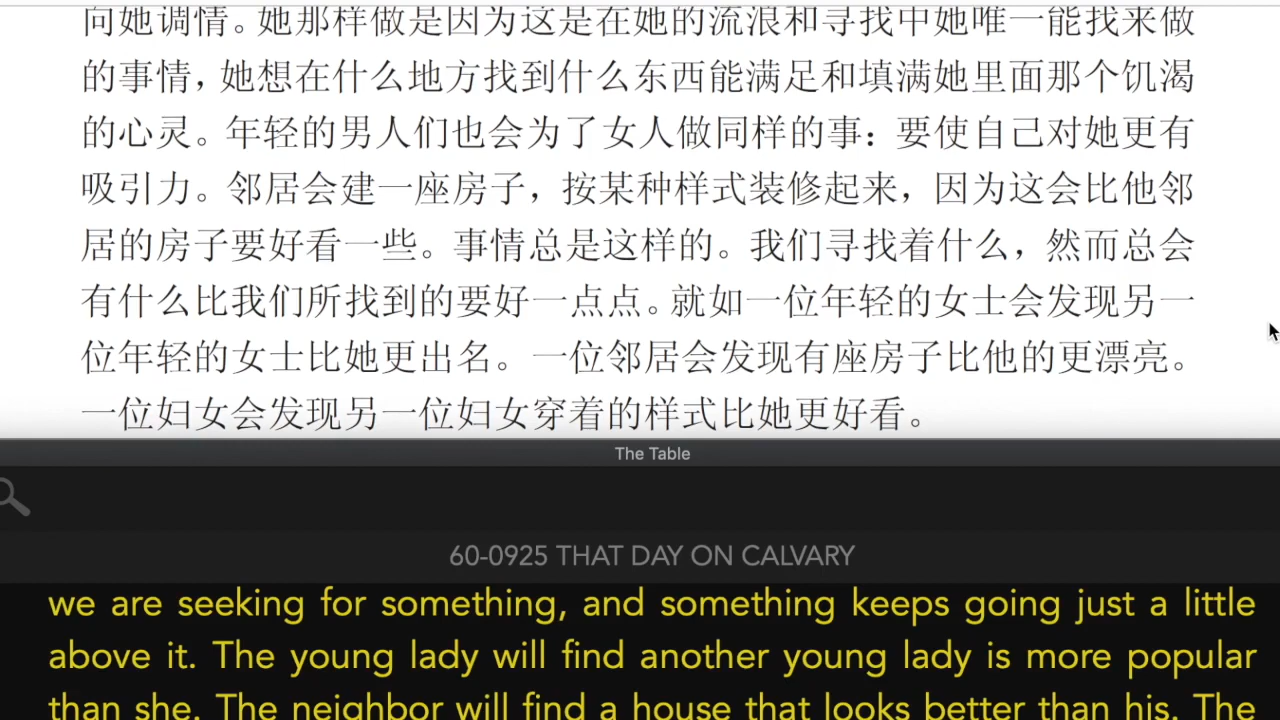 向她调情。她那样做是因为这是在她的流浪和寻找中她唯一能找来做
的事情，她想在什么地方找到什么东西能满足和填满她里面那个饥渴
的心灵。年轻的男人们也会为了女人做同样的事：要使自己对她更有
吸引力。邻居会建一座房子，按某种样式装修起来，因为这会比他邻
居的房子要好看一些。事情总是这样的。我们寻找着什么，然而总会
有什么比我们所找到的要好一点点。就如一位年轻的女士会发现另一
位年轻的女士比她更出名。一位邻居会发现有座房子比他的更漂亮。
一位妇女会发现另一位妇女穿着的样式比她更好看。
The Table
60-0925 THAT DAY ON CALVARY
we are seeking for something, and something keeps going just a little
above it. The young lady will find another young lady is more popular
than she. The neighbor will find a house that looks better than his. The